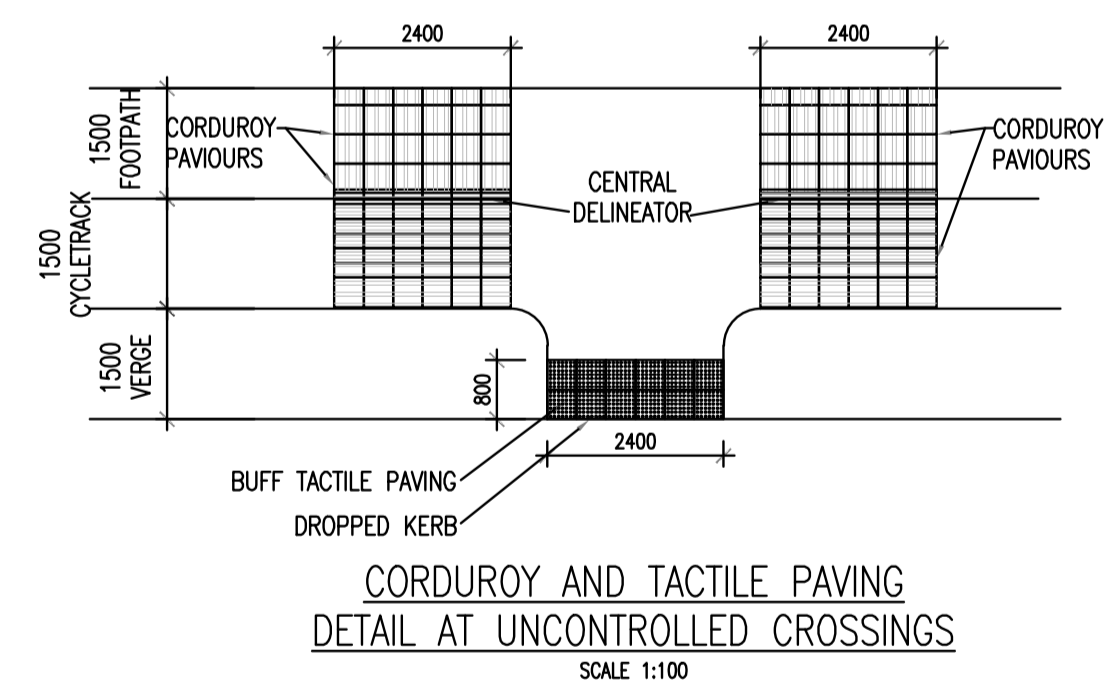 2400
2400
1500
FOOTPATH
CORDUROY
PAVIOURS
CORDUROY
PAVIOURS
CENTRAL
DELINEATOR
1500
CYCLETRACK
1500
VERGE
800
2400
BUFF TACTILE PAVING
DROPPED KERB
CORDUROY AND TACTILE PAVING
DETAIL AT UNCONTROLLED CROSSINGS
SCALE 1:100